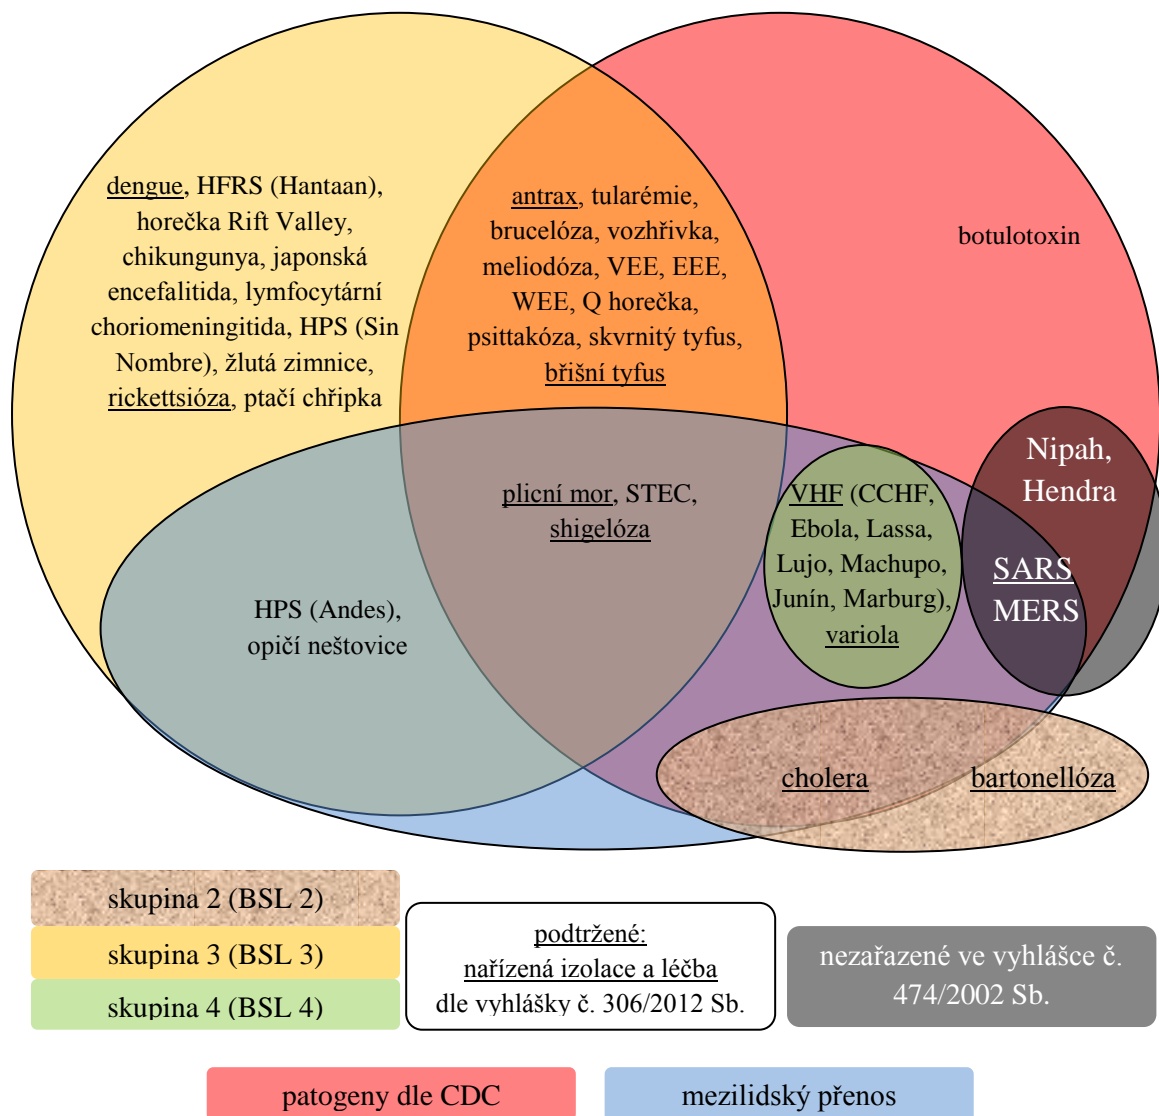 dengue, HFRS (Hantaan),
horečka Rift Valley,
chikungunya, japonská
encefalitida, lymfocytární
choriomeningitida, HPS (Sin
Nombre), žlutá zimnice,
rickettsióza, ptačí chřipka
antrax, tularémie,
brucelóza, vozhřivka,
meliodóza, VEE, EEE,
WEE, Q horečka,
psittakóza, skvrnitý tyfus,
břišní tyfus
botulotoxin
plicní mor, STEC,
shigelóza
VHF (CCHF,
Ebola, Lassa,
Lujo, Machupo,
Junín, Marburg),
variola
Nipah,
Hendra
SARS
MERS
HPS (Andes),
opičí neštovice
cholera
bartonellóza
skupina 2 (BSL 2)
skupina 3 (BSL 3)
skupina 4 (BSL 4)
podtržené:
nařízená izolace a léčba
dle vyhlášky č. 306/2012 Sb.
nezařazené ve vyhlášce č.
474/2002 Sb.
patogeny dle CDC
mezilidský přenos